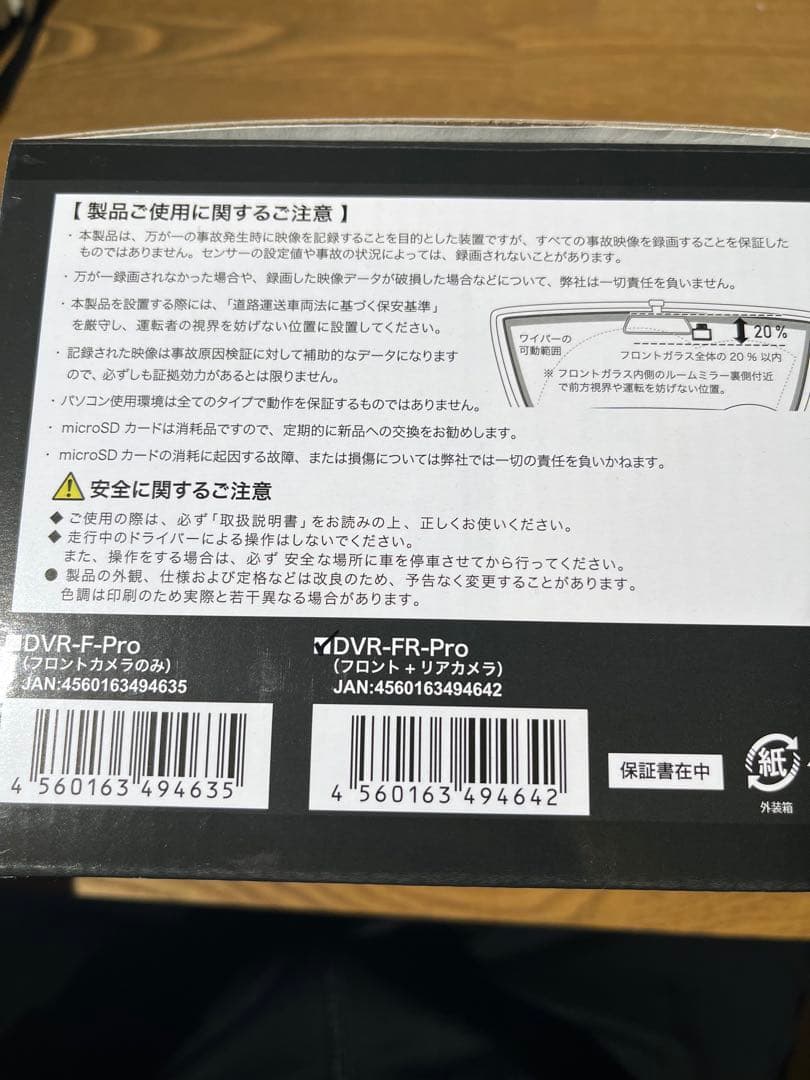 【 製品ご使用に関するご注意 】
・本製品は、万が一の事故発生時に映像を記録することを目的とした装置ですが、すべての事故映像を録画することを保証した
ものではありません。センサーの設定値や事故の状況によっては、録画されないことがあります。
・万が一録画されなかった場合や、録画した映像データが破損した場合などについて、弊社は一切責任を負いません。
・本製品を設置する際には、「道路運送車両法に基づく保安基準」
を厳守し、運転者の視界を妨げない位置に設置してください。
・記録された映像は事故原因検証に対して補助的なデータになります
ので、必ずしも証拠効力があるとは限りません。
・パソコン使用環境は全てのタイプで動作を保証するものではありません。
・microSDカードは消耗品ですので、定期的に新品への交換をお勧めします。
・microSDカードの消耗に起因する故障、または損傷については弊社では一切の責任を負いかねます。
ワイパーの
可動範囲
20%
フロントガラス全体の20%以内
※フロントガラス内側のルームミラー裏側付近
で前方視界や運転を妨げない位置。
安全に関するご注意
◆ご使用の際は、必ず「取扱説明書」をお読みの上、正しくお使いください。
◆走行中のドライバーによる操作はしないでください。
また、操作をする場合は、必ず 安全な場所に車を停車させてから行ってください。
●製品の外観、仕様および定格などは改良のため、予告なく変更することがあります。
色調は印刷のため実際と若干異なる場合があります。
DVR-F-Pro
(フロントカメラのみ)
JAN:4560163494635
4 560163 494635
DVR-FR-Pro
(フロント+リアカメラ)
JAN:4560163494642
4 560163 494642
保証書在中
紙
外装箱